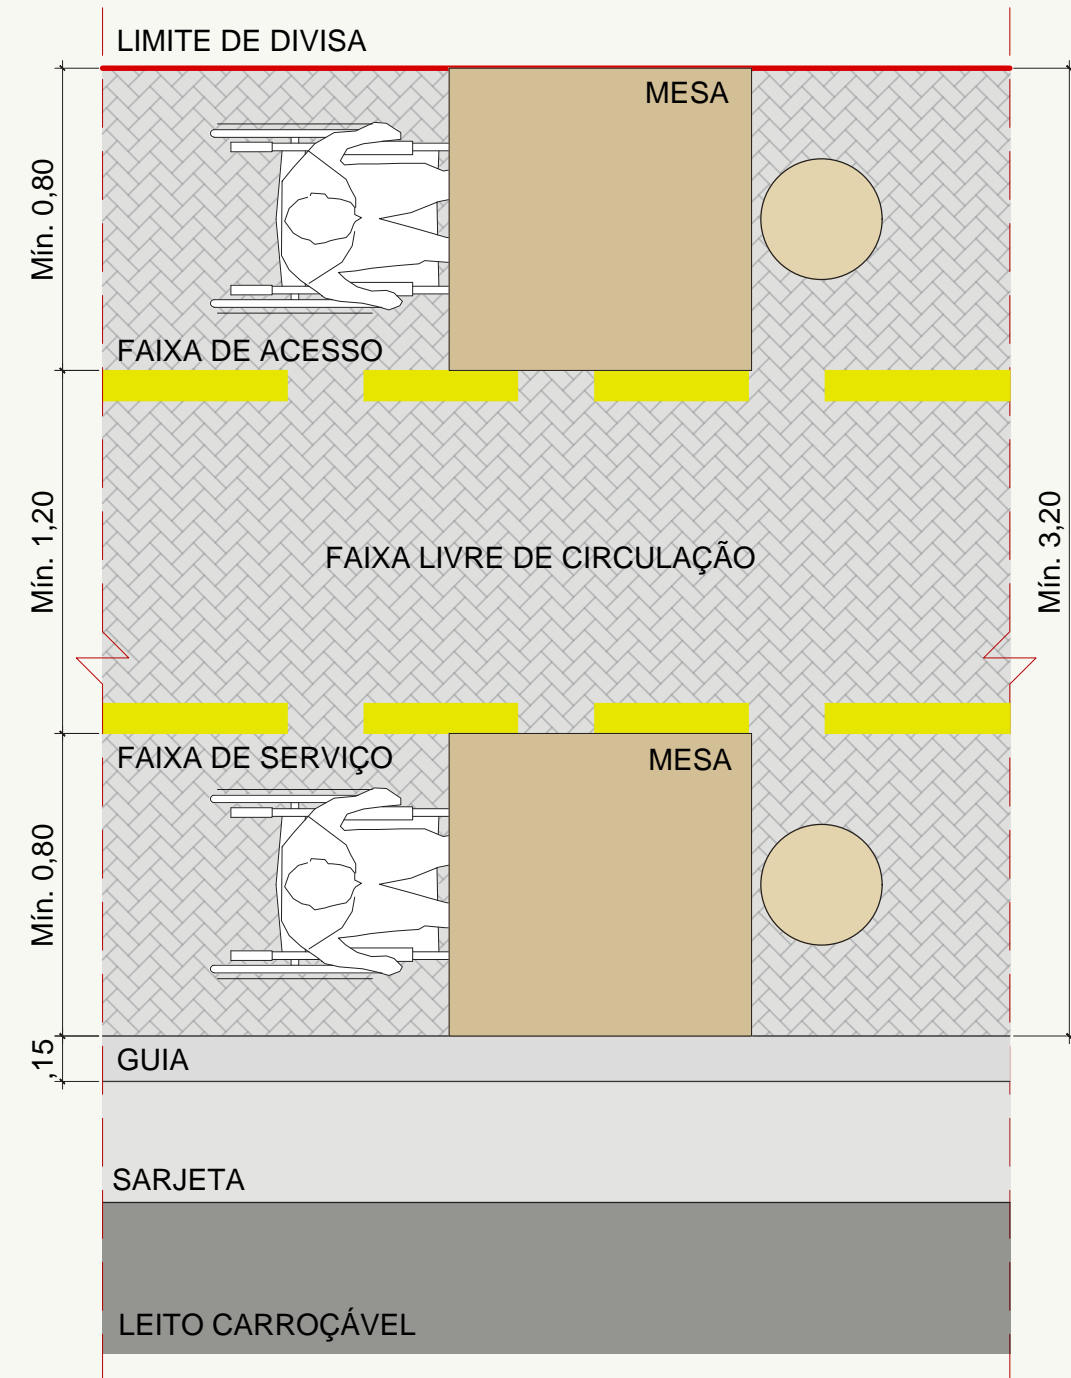 LIMITE DE DIVISA
MESA
Mín. 0,80
FAIXA DE ACESSO
Mín. 1,20
FAIXA LIVRE DE CIRCULAÇÃO
Mín. 3,20
FAIXA DE SERVIÇO
MESA
Mín. 0,80
,15
GUIA
SARJETA
LEITO CARROÇÁVEL